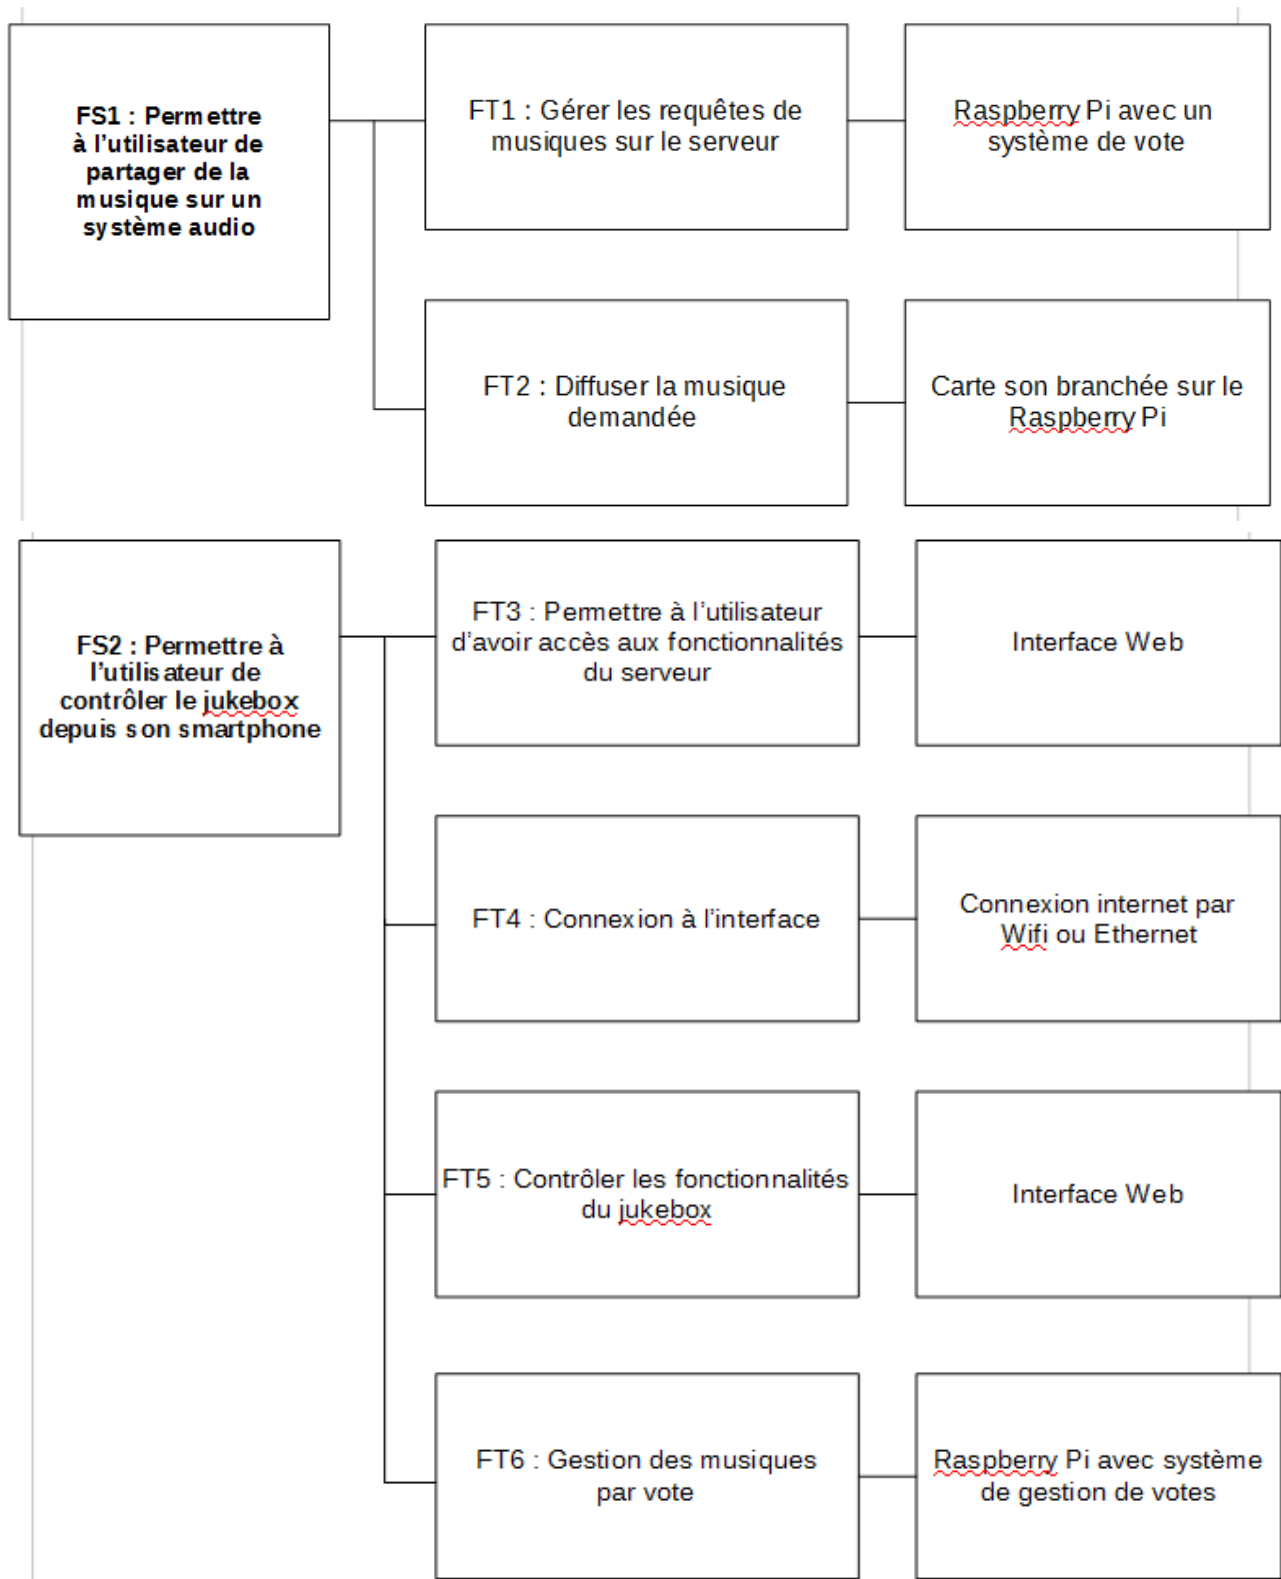 FS1 : Permettre
à l’utilisateur de
partager de la
musique sur un
système audio
FT1 : Gérer les requêtes de
musiques sur le serveur
Raspberry Pi avec un
système de vote
FT2 : Diffuser la musique
demandée
Carte son branchée sur le
Raspberry Pi
FS2 : Permettre à
l’utilisateur de
contrôler le jukebox
depuis son smartphone
FT3 : Permettre à l’utilisateur
d’avoir accès aux fonctionnalités
du serveur
Interface Web
FT4 : Connexion à l’interface
Connexion internet par
Wifi ou Ethernet
FT5 : Contrôler les fonctionnalités
du jukebox
Interface Web
FT6 : Gestion des musiques
par vote
Raspberry Pi avec système
de gestion de votes